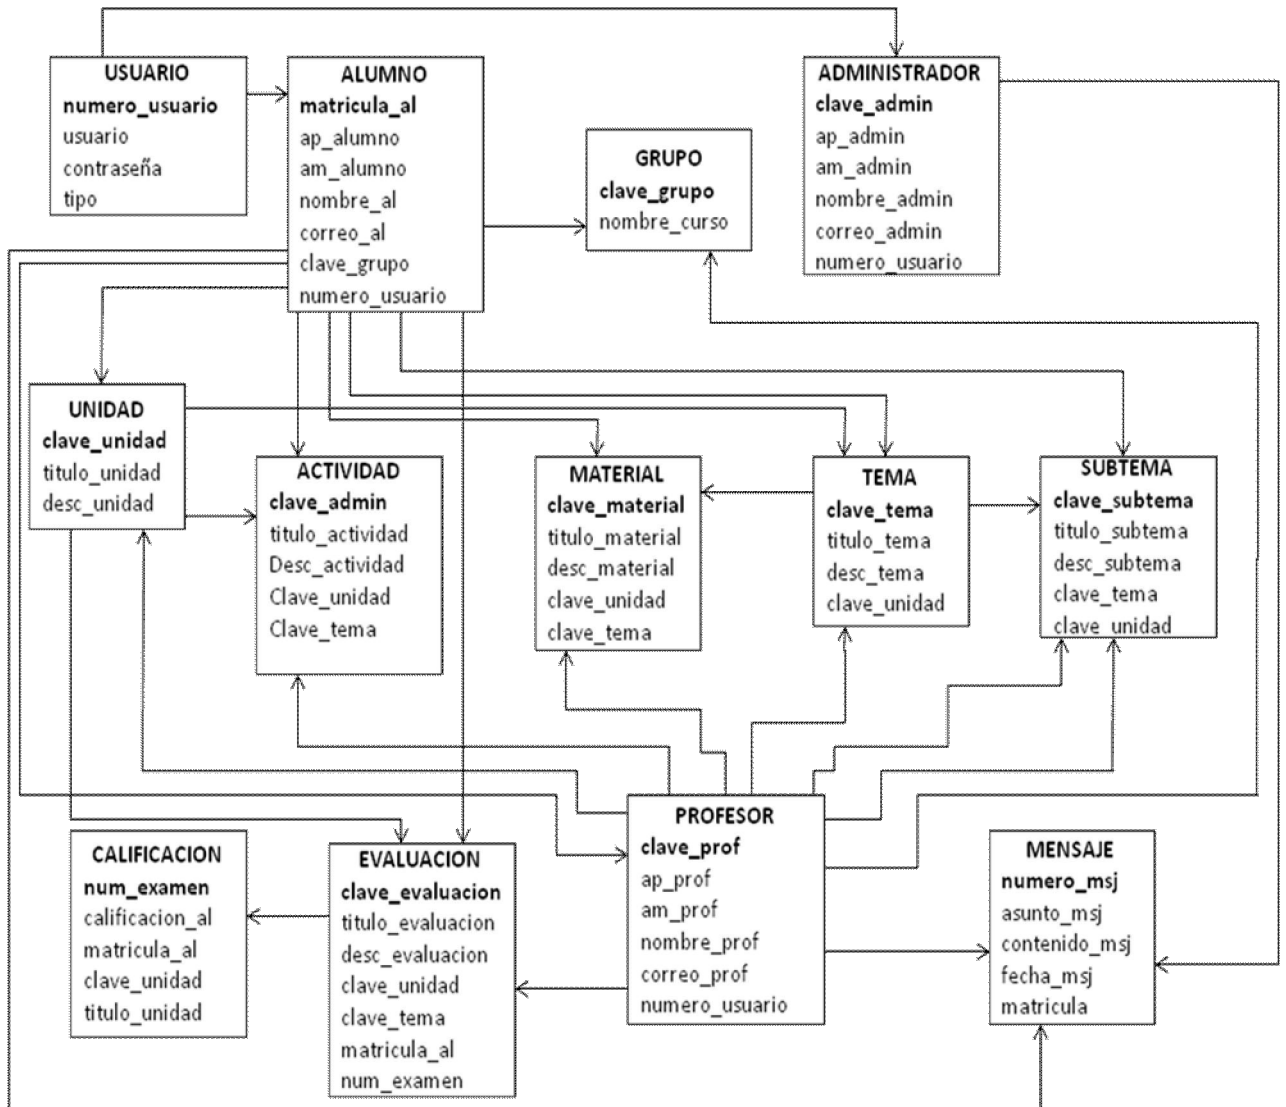 USUARIO
numero_usuario
usuario
contraseña
tipo
ALUMNO
matricula_al
ap_alumno
am_alumno
nombre_al
correo_al
clave_grupo
numero_usuario
GRUPO
clave_grupo
nombre_curso
ADMINISTRADOR
clave_admin
ap_admin
am_admin
nombre_admin
correo_admin
numero_usuario
UNIDAD
clave_unidad
titulo_unidad
desc_unidad
ACTIVIDAD
clave_admin
titulo_actividad
Desc_actividad
Clave_unidad
Clave_tema
MATERIAL
clave_material
titulo_material
desc_material
clave_unidad
clave_tema
TEMA
clave_tema
titulo_tema
desc_tema
clave_unidad
SUBTEMA
clave_subtema
titulo_subtema
desc_subtema
clave_tema
clave_unidad
CALIFICACION
num_examen
calificacion_al
matricula_al
clave_unidad
titulo_unidad
EVALUACION
clave_evaluacion
titulo_evaluacion
desc_evaluacion
clave_unidad
clave_tema
matricula_al
num_examen
PROFESOR
clave_prof
ap_prof
am_prof
nombre_prof
correo_prof
numero_usuario
MENSAJE
numero_msj
asunto_msj
contenido_msj
fecha_msj
matricula